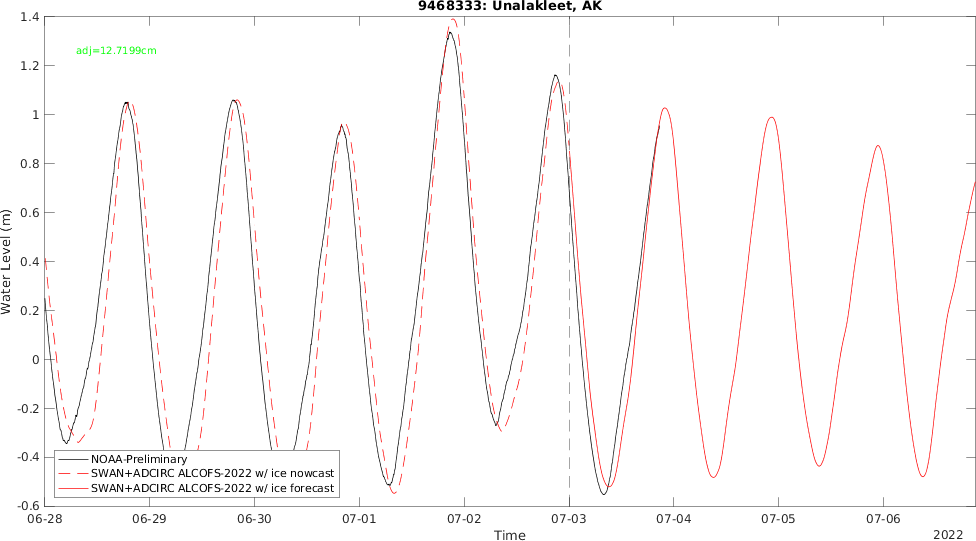 9468333: Unalakleet, AK
adj=12.7199cm
Water Level (m)
1.4
1.2
1
0.8
0.6
0.4
0.2
0
-0.2
-0.4
-0.6
NOAA-Preliminary
SWAN+ADCIRC ALCOFS-2022 w/ ice nowcast
SWAN+ADCIRC ALCOFS-2022 w/ ice forecast
06-28 06-29 06-30 07-01 07-02 07-03 07-04 07-05 07-06
Time
2022